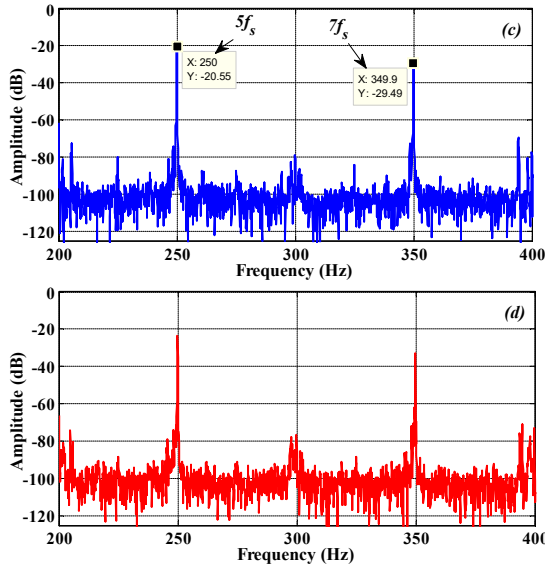 0
-20
-40
-60
-80
-100
-120
5fs
7fs
(c)
X: 250
Y: -20.55
X: 349.9
Y: -29.49
Amplitude (dB)
200 250 300 350 400
Frequency (Hz)
0
-20
-40
-60
-80
-100
-120
(d)
Amplitude (dB)
200 250 300 350 400
Frequency (Hz)